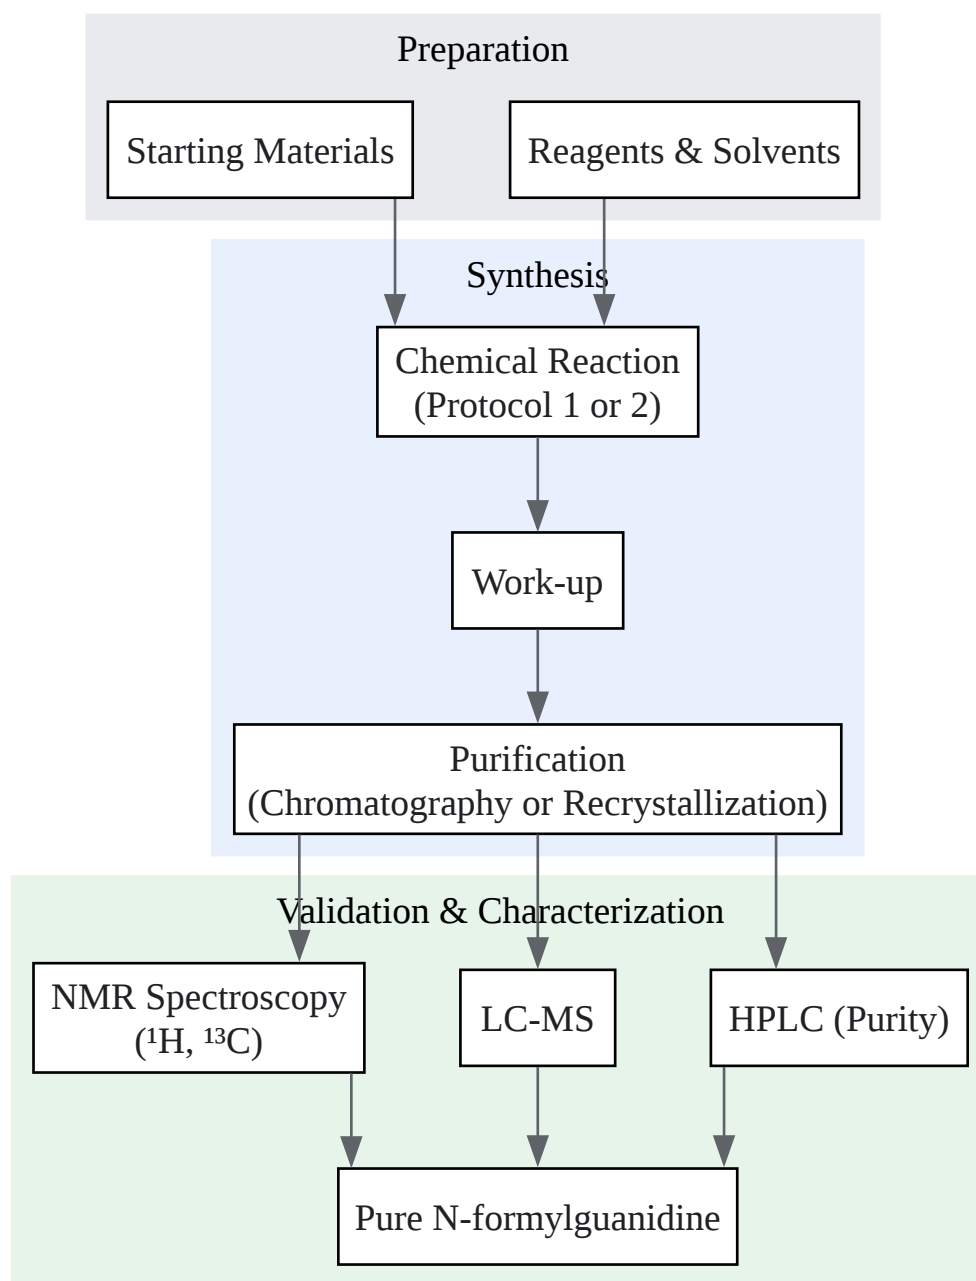 Preparation
Starting Materials
Reagents & Solvents
Synthesis
Chemical Reaction
(Protocol 1 or 2)
Work-up
Purification
(Chromatography or Recrystallization)
Validation & Characterization
NMR Spectroscopy
(¹H, ¹³C)
LC-MS
HPLC (Purity)
Pure N-formylguanidine